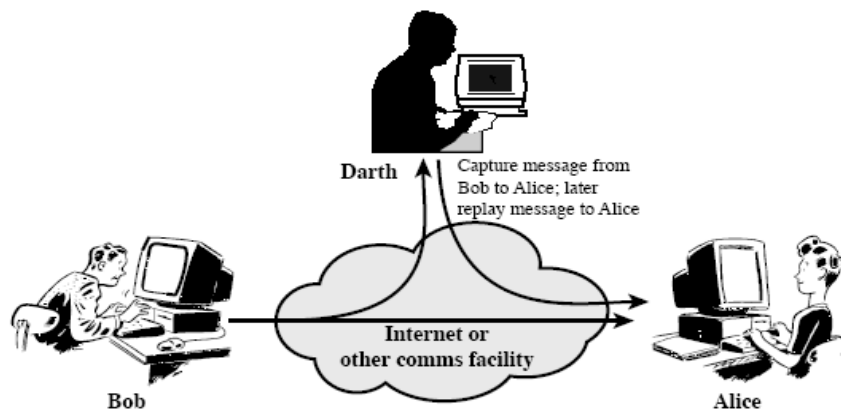 Darth
Capture message from
Bob to Alice; later
replay message to Alice
Internet or
other comms facility
Bob
Alice